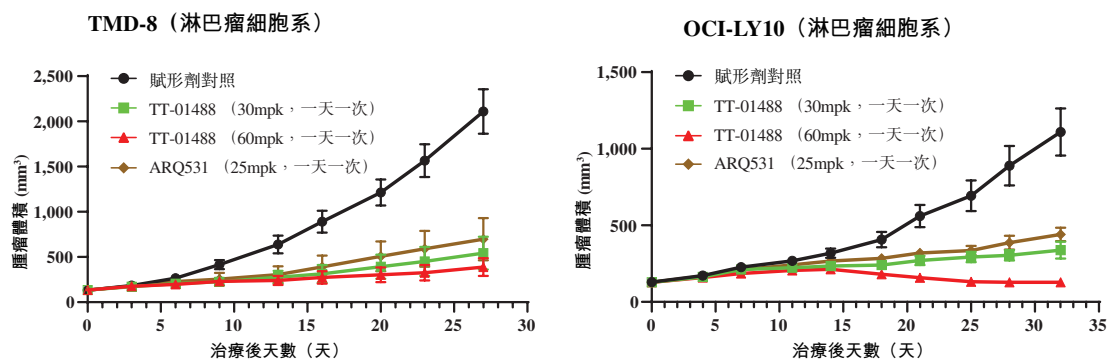 TMD-8（淋巴瘤細胞系）
2,500
2,000
1,500
1,000
500
0
腫瘤體積 (mm³)
賦形劑對照
TT-01488 （30mpk，一天一次）
TT-01488 （60mpk，一天一次）
ARQ531 （25mpk，一天一次）
0 5 10 15 20 25 30
治療後天數（天）
OCI-LY10（淋巴瘤細胞系）
1,500
1,000
500
0
腫瘤體積 (mm³)
賦形劑對照
TT-01488 （30mpk，一天一次）
TT-01488 （60mpk，一天一次）
ARQ531 （25mpk，一天一次）
0 5 10 15 20 25 30 35
治療後天數（天）